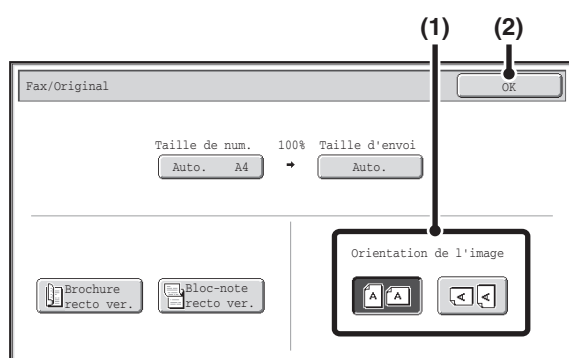 (1) (2)
Fax/Original OK
Taille de num. 100% Taille d'envoi
Auto. A4 → Auto.
Orientation de l'image
Brochure recto ver.
Bloc-note recto ver.
A A A A